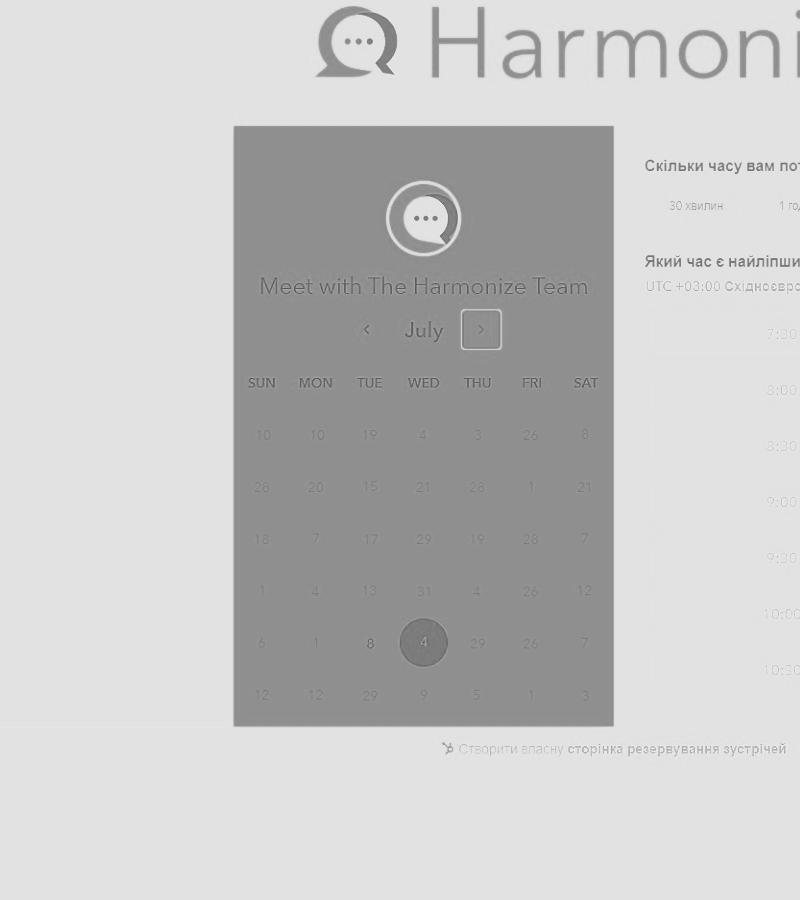 Harmoni
Meet with The Harmonize Team
July
SUN MON TUE WED THU FRI SAT
10 10 19 4 3 26 8
28 20 15 21 28 1 21
18 7 17 29 19 28 7
1 4 13 31 4 26 12
6 1 8 4 29 26 7
12 12 29 9 5 1 3
Скільки часу вам пот
30 хвилин 1 год
Який час є найліпши
UTC +03:00 Східноєвро
7:30
8:00
8:30
9:00
9:30
10:00
10:30
Створити власну сторінка резервування зустрічей